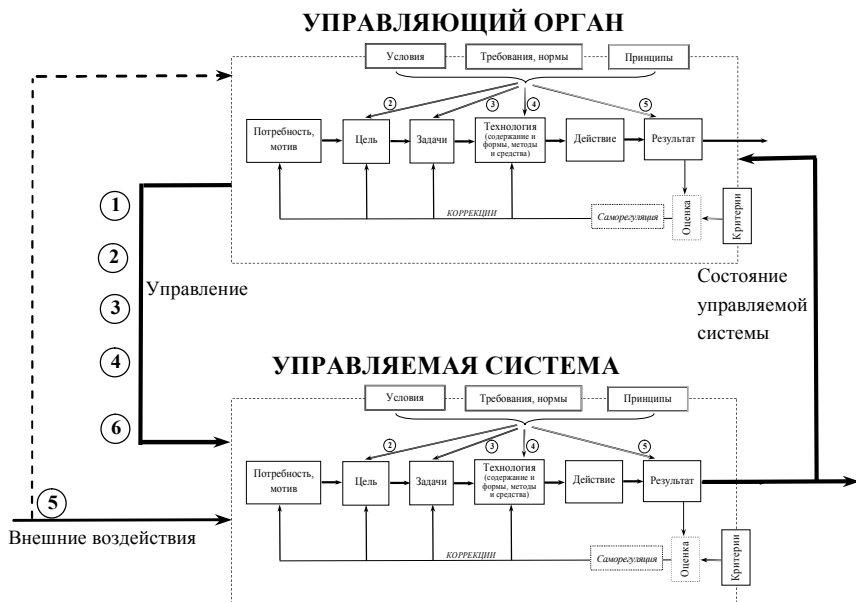 УПРАВЛЯЮЩИЙ ОРГАН
Условия
Требования, нормы
Принципы
2
3
4
5
Потребность,
мотив
Цель
Задачи
Технология
(содержание и
формы, методы
и средства)
Действие
Результат
КОРРЕКЦИИ
Саморегуляция
Оценка
Критерии
1
2
3
4
6
Управление
Состояние
управляемой
системы
УПРАВЛЯЕМАЯ СИСТЕМА
Условия
Требования, нормы
Принципы
2
3
4
5
Потребность,
мотив
Цель
Задачи
Технология
(содержание и
формы, методы
и средства)
Действие
Результат
КОРРЕКЦИИ
Саморегуляция
Оценка
Критерии
5
Внешние воздействия